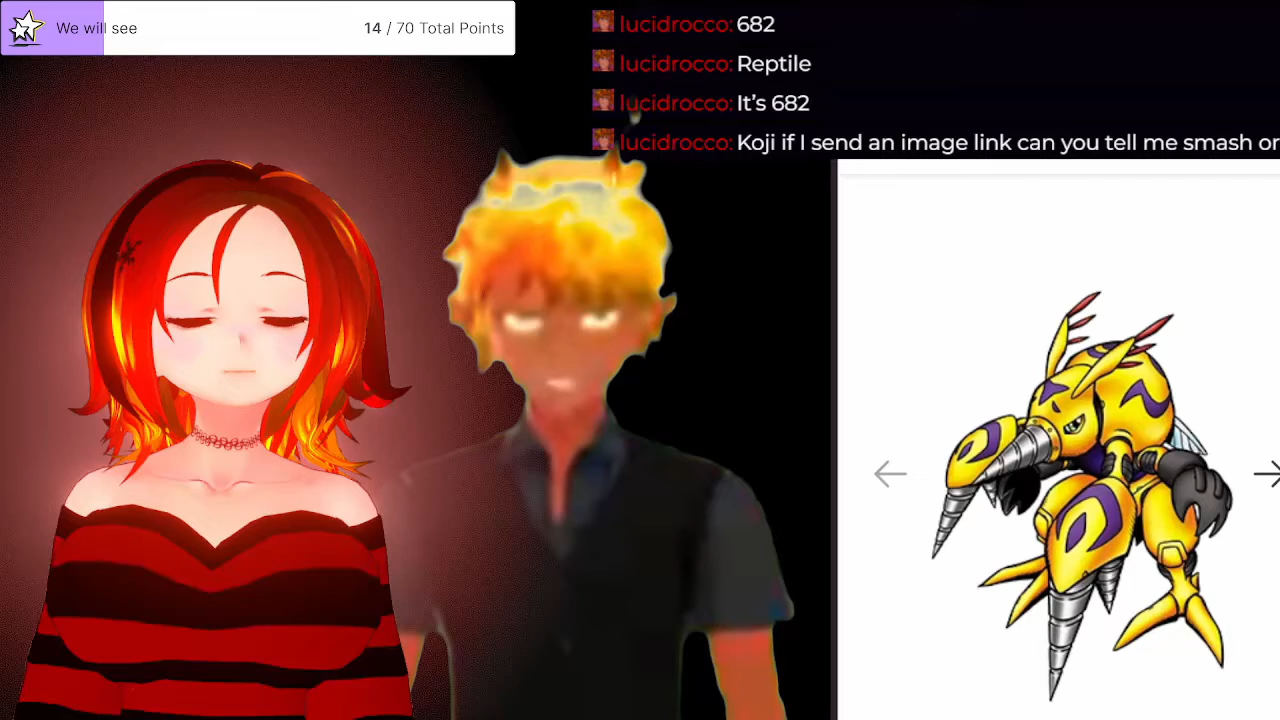 We will see
14 / 70 Total Points
lucidrocco: 682
lucidrocco: Reptile
lucidrocco: It's 682
lucidrocco: Koji if I send an image link can you tell me smash or